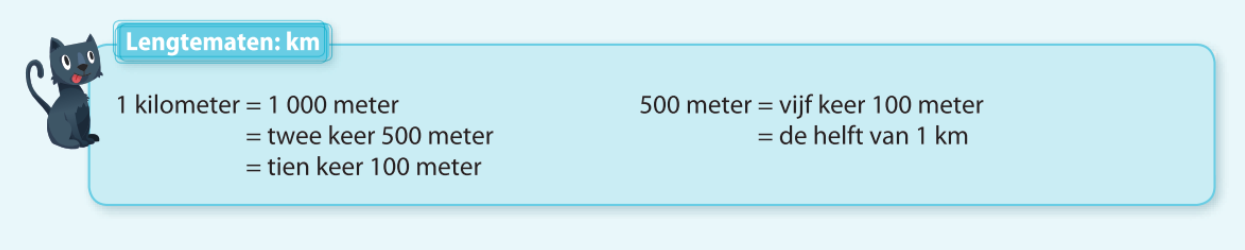 Lengtematen: km
1 kilometer = 1 000 meter
= twee keer 500 meter
= tien keer 100 meter
500 meter = vijf keer 100 meter
= de helft van 1 km